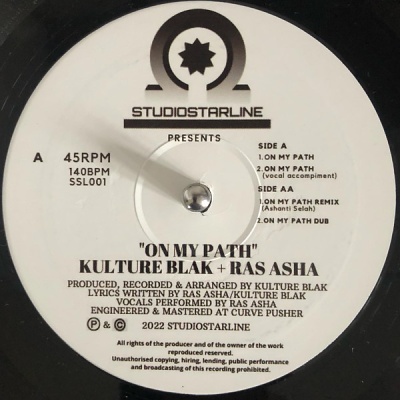 STUDIOSTARLINE
PRESENTS
A
45RPM
140BPM
SSL001
SIDE A
1.ON MY PATH
2.ON MY PATH
(vocal accompiment)
SIDE AA
1.ON MY PATH REMIX
(Ashanti Selah)
2.ON MY PATH DUB
"ON MY PATH"
KULTURE BLAK + RAS ASHA
PRODUCED, RECORDED & ARRANGED BY KULTURE BLAK
LYRICS WRITTEN BY RAS ASHA/KULTURE BLAK
VOCALS PERFORMED BY RAS ASHA
ENGINEERED & MASTERED AT CURVE PUSHER
℗ & © 2022 STUDIOSTARLINE
All rights of the producer and of the owner of the work
reproduced reserved.
Unauthorised copying, hiring, lending, public performance
and broadcasting of this recording prohibited.